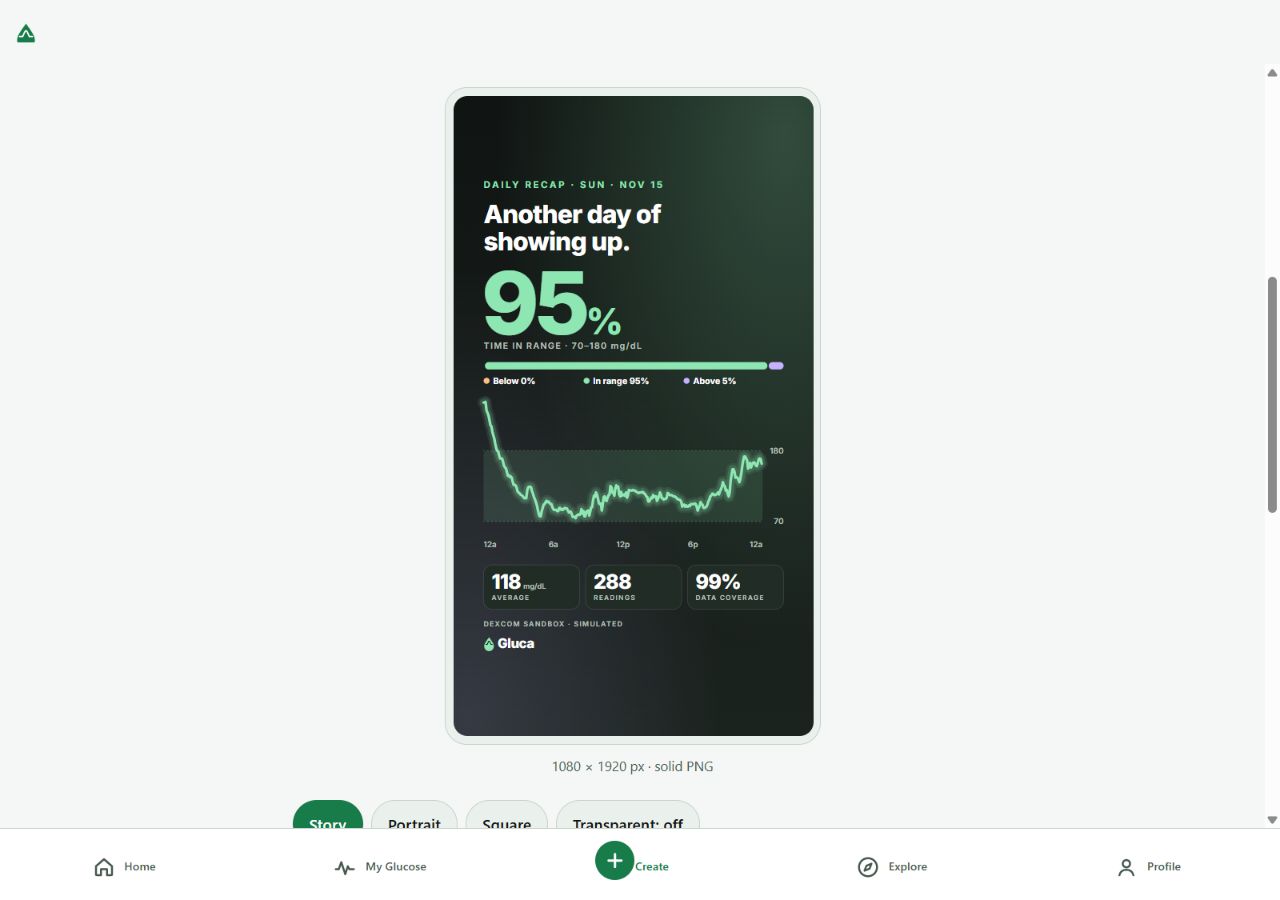 DAILY RECAP · SUN · NOV 15
Another day of
showing up.
95%
TIME IN RANGE · 70–180 mg/dL
Below 0% In range 95% Above 5%
180
70
12a 6a 12p 6p 12a
118 mg/dL 288 99%
AVERAGE READINGS DATA COVERAGE
DEXCOM SANDBOX · SIMULATED
Gluca
1080 × 1920 px · solid PNG
Story Portrait Square Transparent: off
Home My Glucose Create Explore Profile